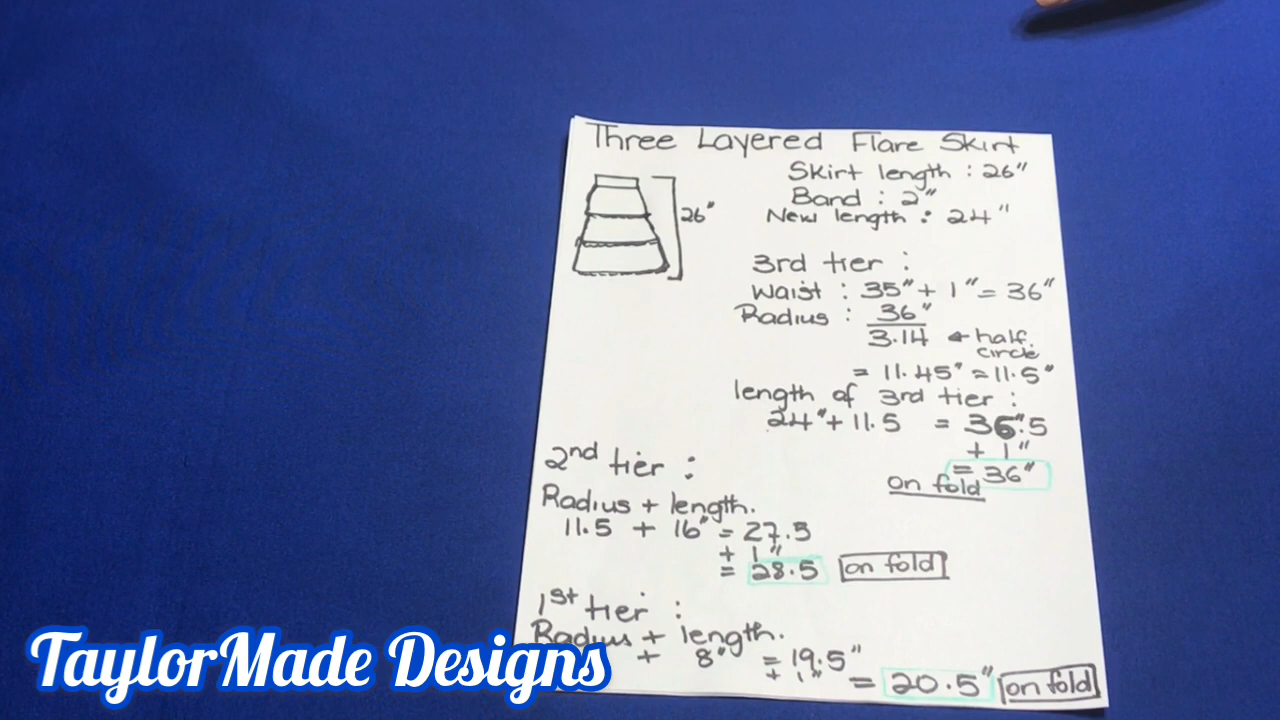 Three Layered Flare Skirt
Skirt length : 26"
Band : 2"
New length : 24"
26"
3rd tier :
Waist : 35" + 1" = 36"
Radius : 36"
3.14 ← half circle
= 11.45" = 11.5"
length of 3rd tier :
24" + 11.5 = 36".5
+ 1"
= 36"
on fold
2nd tier :
Radius + length.
11.5 + 16" = 27.5
+ 1"
= 28.5 on fold
1st tier :
Radius + length.
+ 8" = 19.5"
+ 1" = 20.5" on fold
TaylorMade Designs